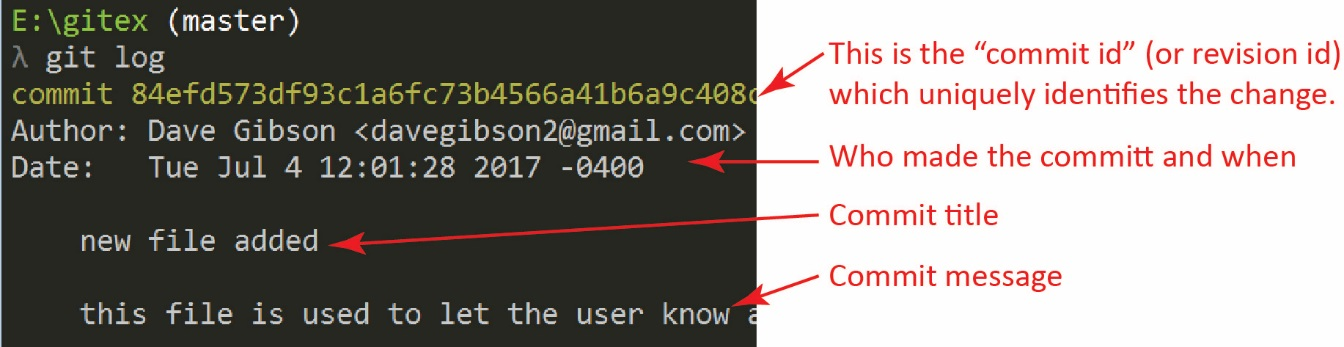 E:\gitex (master)
λ git log
commit 84efd573df93c1a6fc73b4566a41b6a9c408c
Author: Dave Gibson <davegibson2@gmail.com>
Date:   Tue Jul 4 12:01:28 2017 -0400
new file added
this file is used to let the user know a
This is the “commit id” (or revision id)
which uniquely identifies the change.
Who made the committ and when
Commit title
Commit message